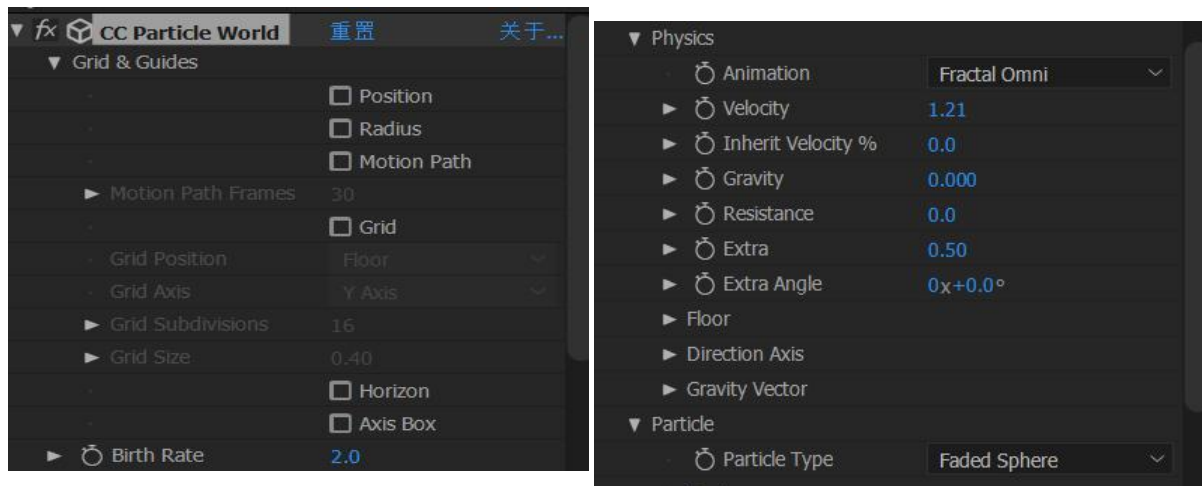 fx CC Particle World 重置 关于...
Grid & Guides
Position
Radius
Motion Path
Motion Path Frames 30
Grid
Grid Position Floor
Grid Axis Y Axis
Grid Subdivisions 16
Grid Size 0.40
Horizon
Axis Box
Birth Rate 2.0
Physics
Animation Fractal Omni
Velocity 1.21
Inherit Velocity % 0.0
Gravity 0.000
Resistance 0.0
Extra 0.50
Extra Angle 0x+0.0°
Floor
Direction Axis
Gravity Vector
Particle
Particle Type Faded Sphere